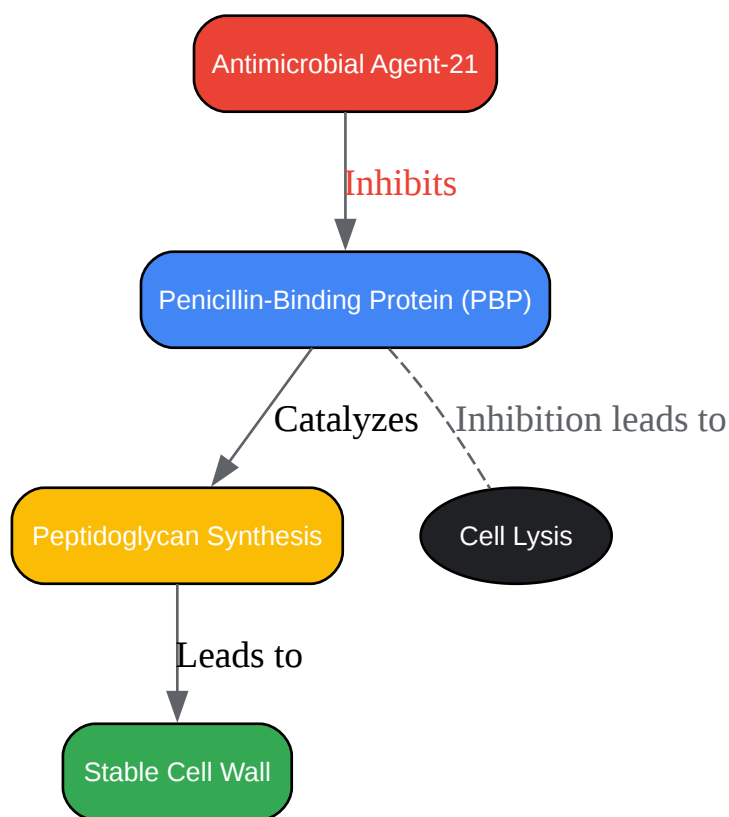 Antimicrobial Agent-21
Inhibits
Penicillin-Binding Protein (PBP)
Catalyzes
Inhibition leads to
Peptidoglycan Synthesis
Cell Lysis
Leads to
Stable Cell Wall